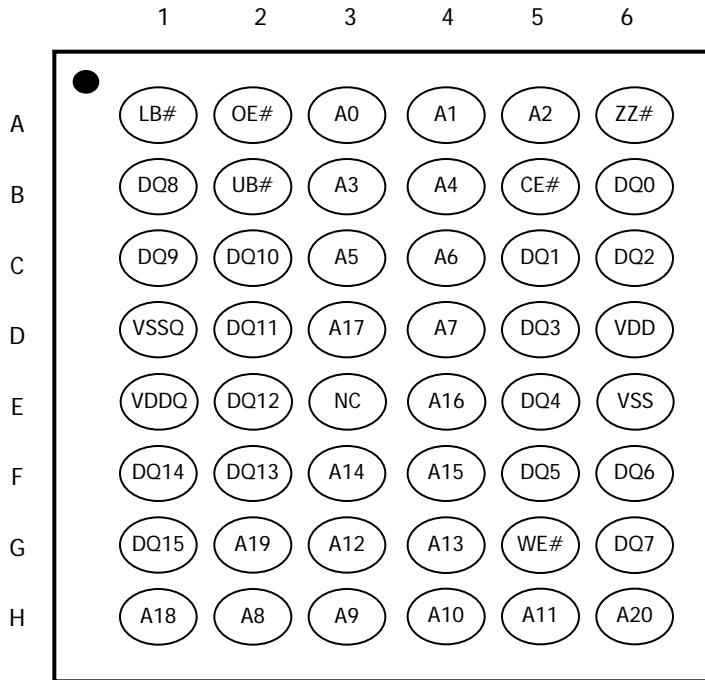 1 2 3 4 5 6
A LB# OE# A0 A1 A2 ZZ#
B DQ8 UB# A3 A4 CE# DQ0
C DQ9 DQ10 A5 A6 DQ1 DQ2
D VSSQ DQ11 A17 A7 DQ3 VDD
E VDDQ DQ12 NC A16 DQ4 VSS
F DQ14 DQ13 A14 A15 DQ5 DQ6
G DQ15 A19 A12 A13 WE# DQ7
H A18 A8 A9 A10 A11 A20